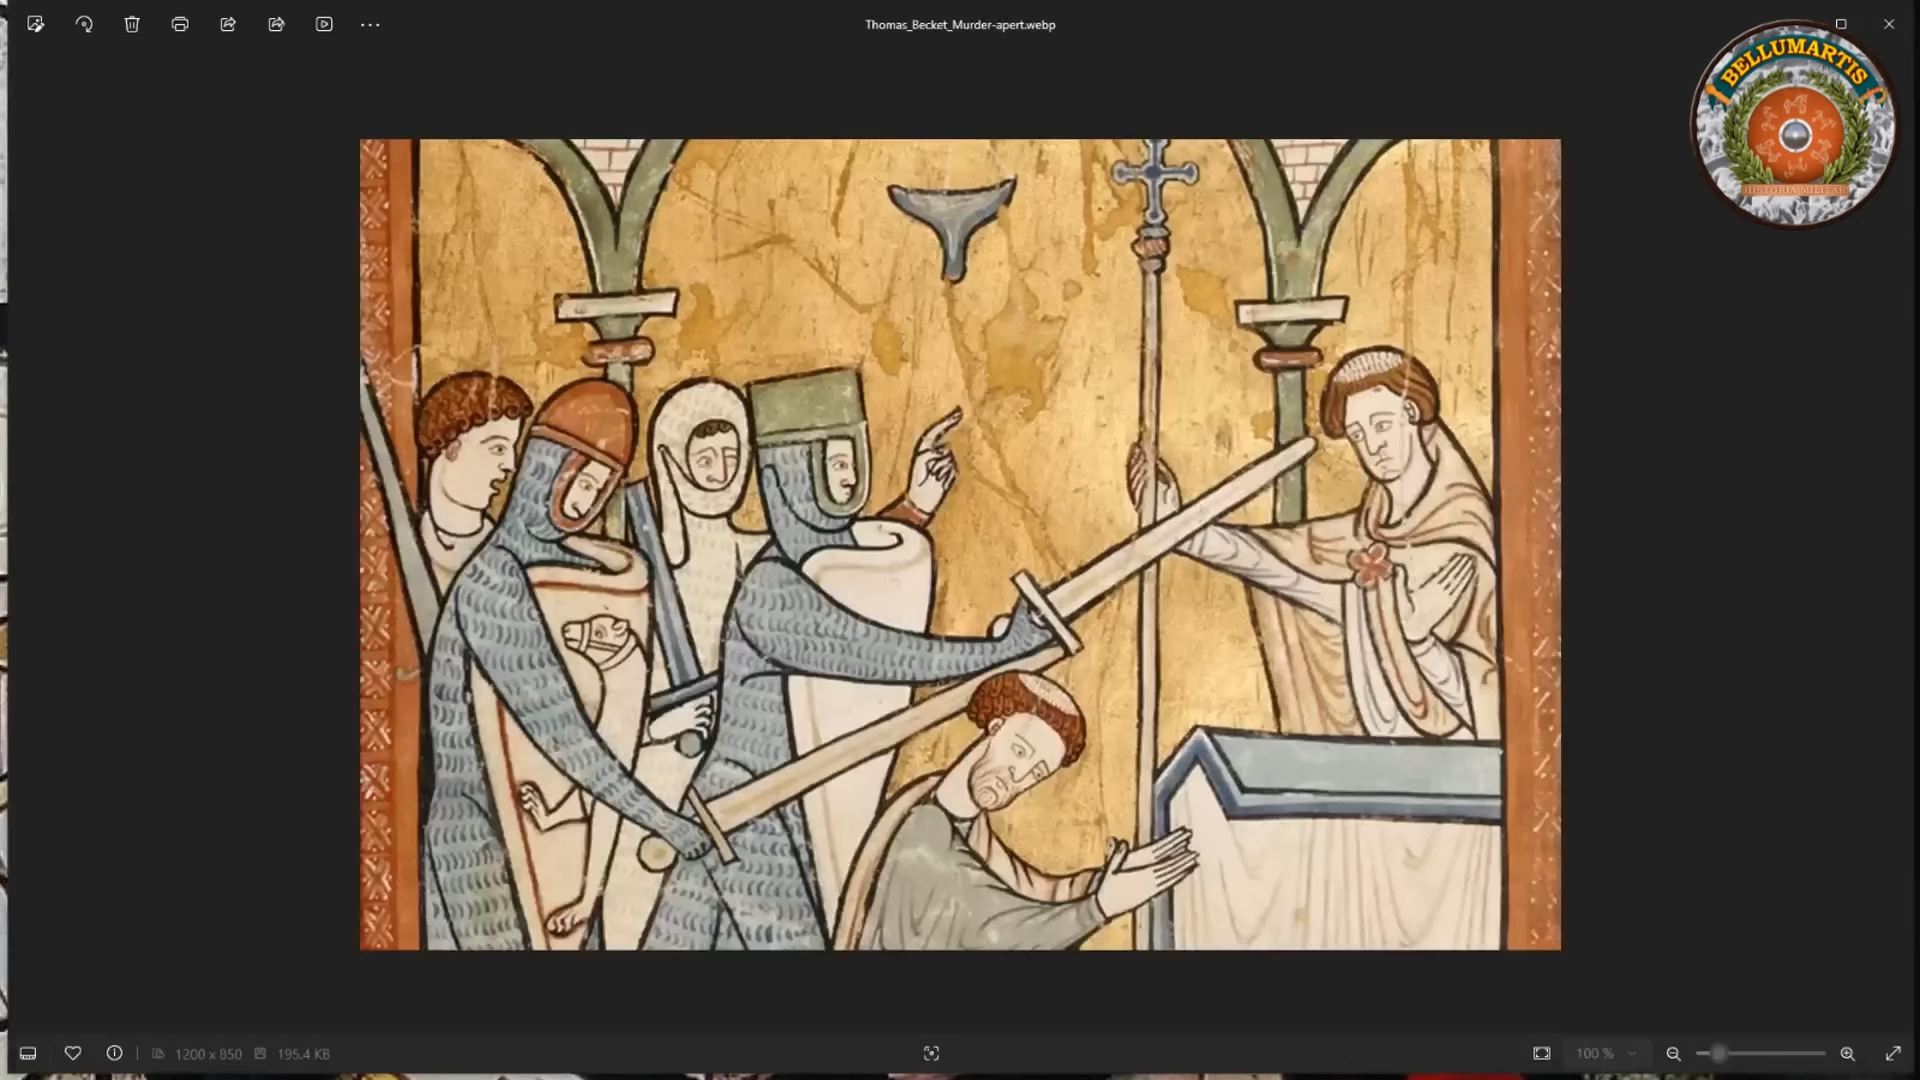 Thomas_Becket_Murder-apert.webp
BELLUMARTIS
HISTORIA MILITAR
1200 x 850
195.4 KB
100 %